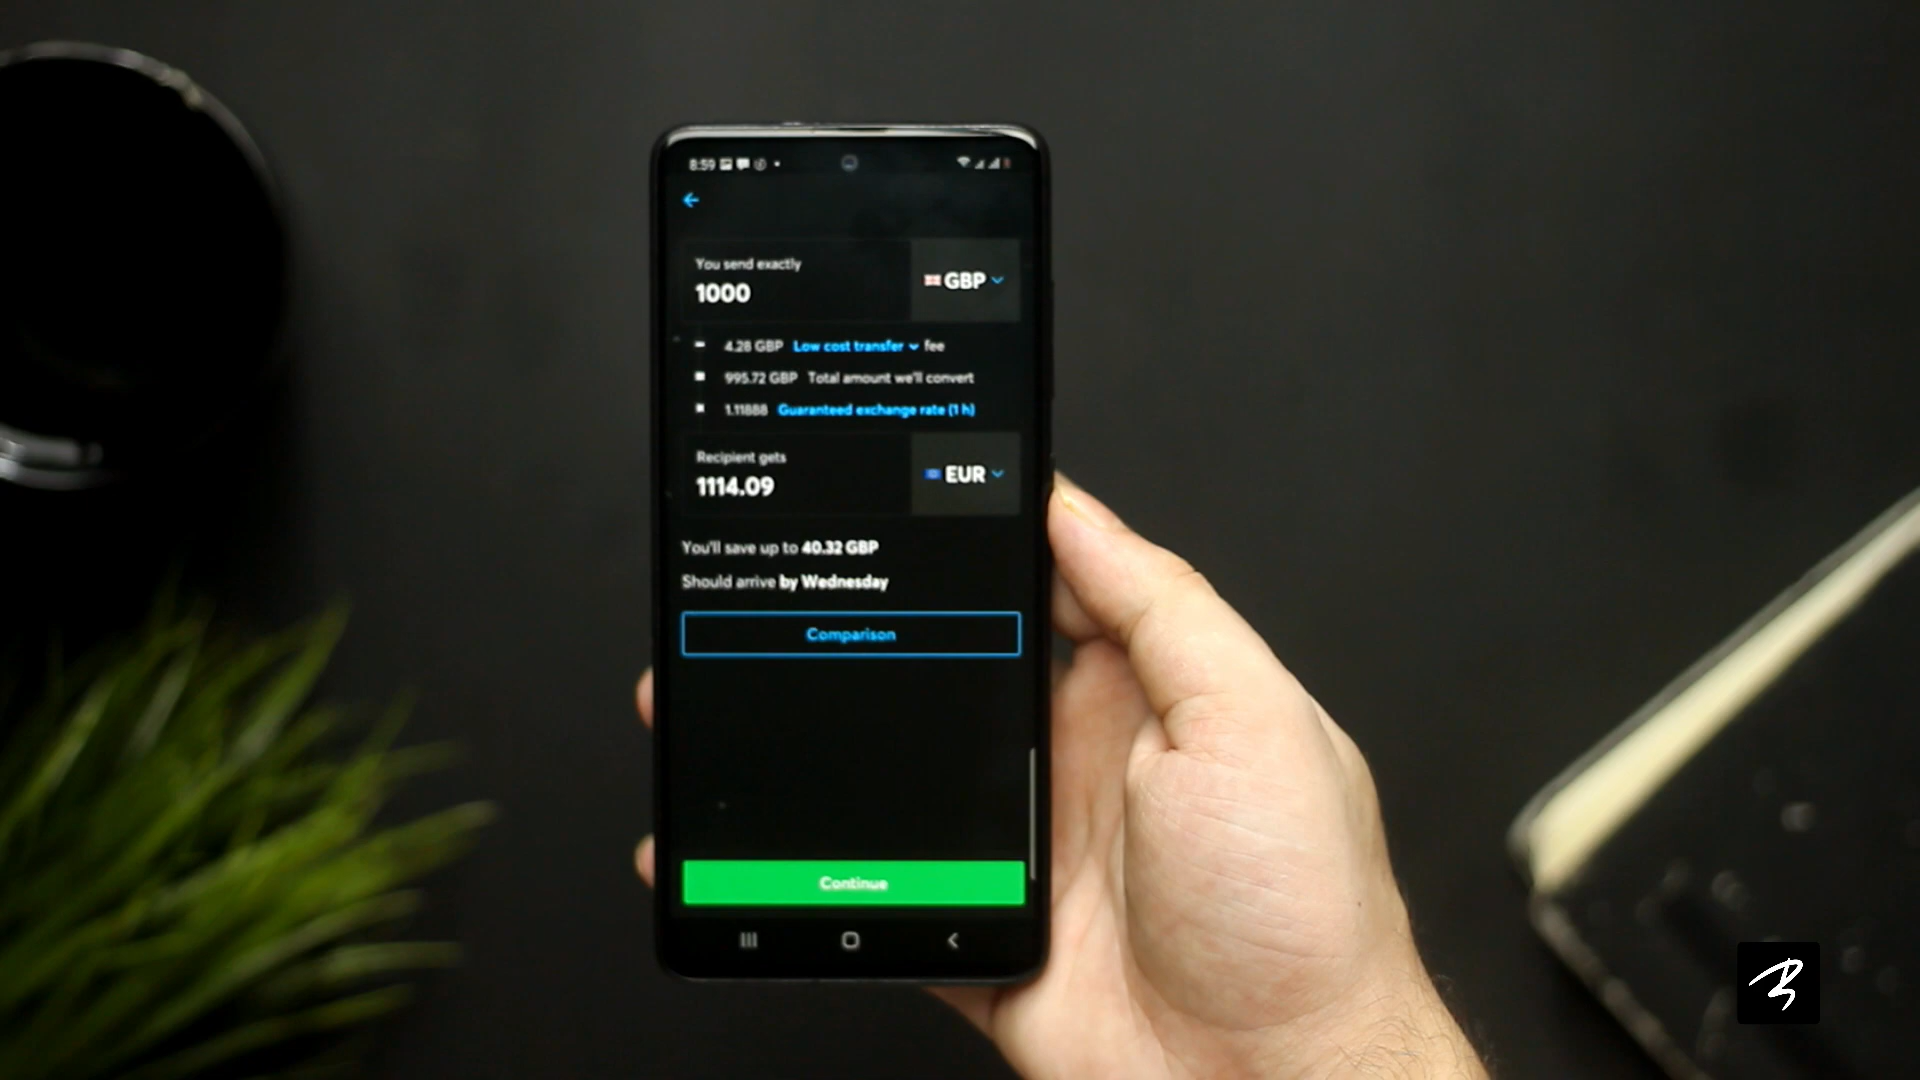 8:59
You send exactly
1000
GBP
4.28 GBP Low cost transfer fee
995.72 GBP Total amount we'll convert
1.11888 Guaranteed exchange rate (1 h)
Recipient gets
1114.09
EUR
You'll save up to 40.32 GBP
Should arrive by Wednesday
Comparison
Continue